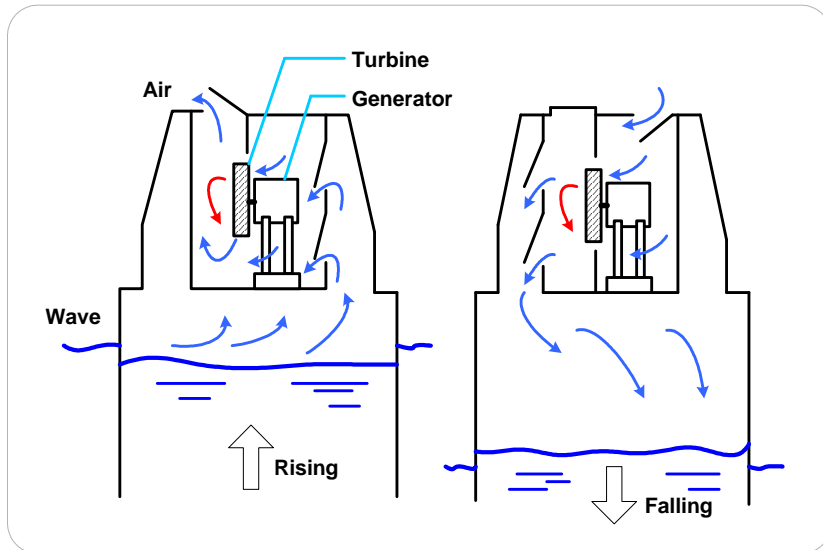 Turbine
Air
Generator
Wave
Rising
Falling